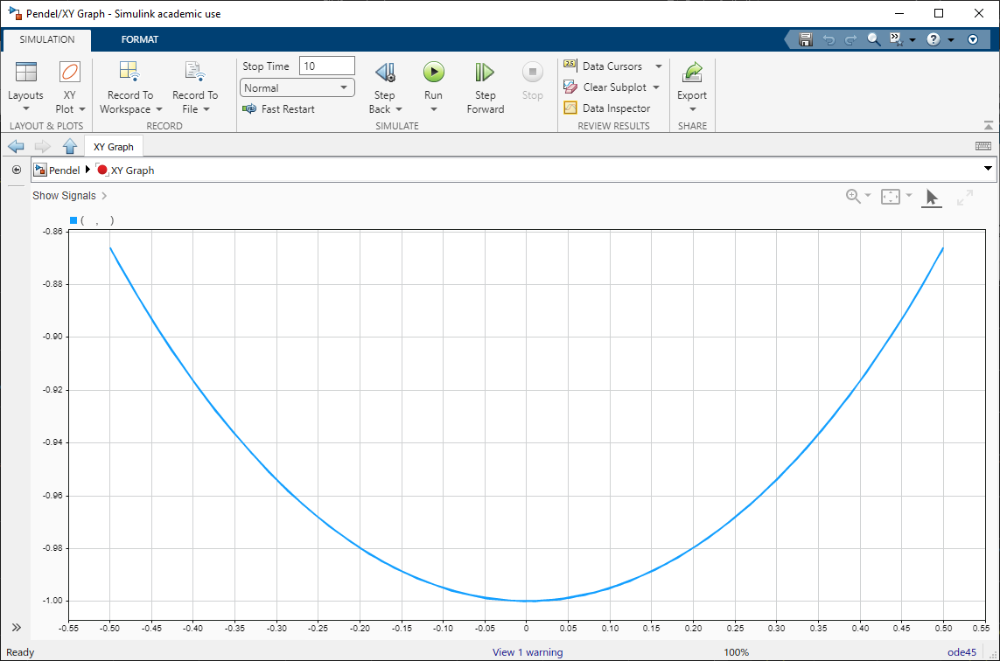 Pendel/XY Graph - Simulink academic use
SIMULATION FORMAT
Layouts
XY Plot
LAYOUT & PLOTS
Record To Workspace
Record To File
RECORD
Stop Time 10
Normal
Fast Restart
Step Back
Run
Step Forward
Stop
SIMULATE
Data Cursors
Clear Subplot
Data Inspector
REVIEW RESULTS
Export
SHARE
XY Graph
Pendel XY Graph
Show Signals
( , )
-0.86
-0.88
-0.90
-0.92
-0.94
-0.96
-0.98
-1.00
-0.55 -0.50 -0.45 -0.40 -0.35 -0.30 -0.25 -0.20 -0.15 -0.10 -0.05 0 0.05 0.10 0.15 0.20 0.25 0.30 0.35 0.40 0.45 0.50 0.55
Ready View 1 warning 100% ode45